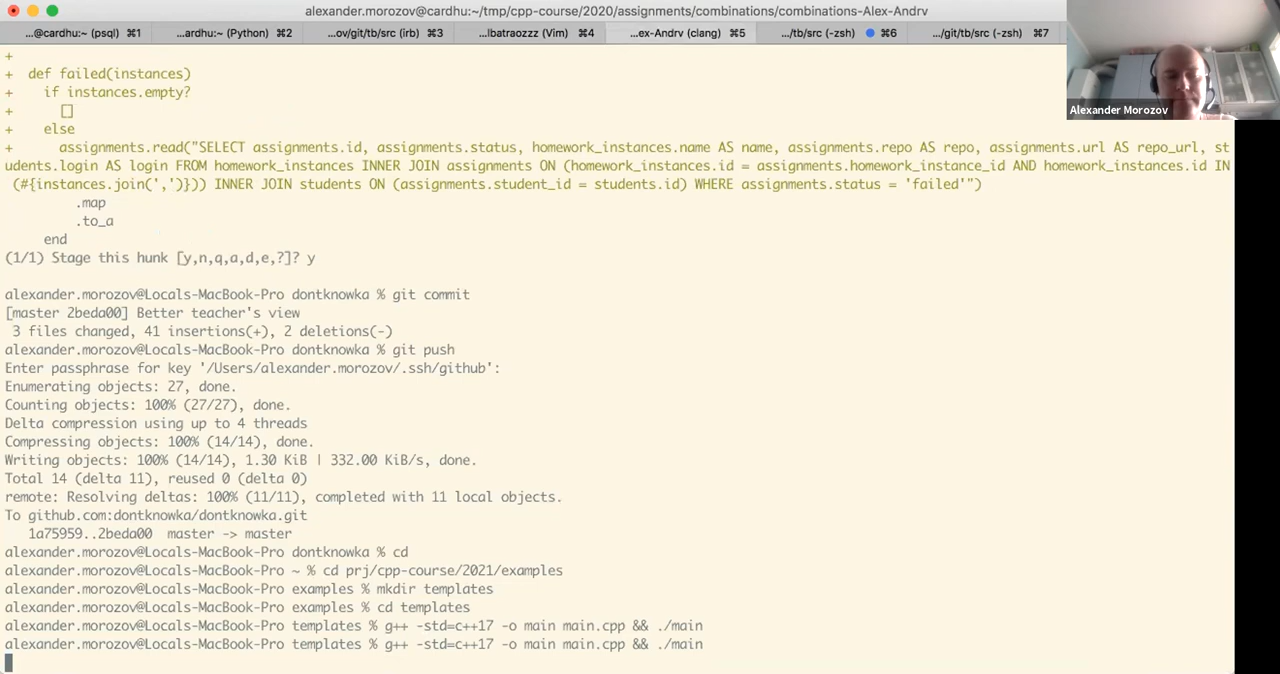 alexander.morozov@cardhu:~/tmp/cpp-course/2020/assignments/combinations/combinations-Alex-Andrv
...@cardhu:~ (psql) ⌘1 ...ardhu:~ (Python) ⌘2 ...ov/git/tb/src (irb) ⌘3 ...lbatraozzz (Vim) ⌘4 ...ex-Andrv (clang) ⌘5 .../tb/src (-zsh) ⌘6 .../git/tb/src (-zsh) ⌘7
Alexander Morozov
+
+  def failed(instances)
+    if instances.empty?
+      []
+    else
+      assignments.read("SELECT assignments.id, assignments.status, homework_instances.name AS name, assignments.repo AS repo, assignments.url AS repo_url, st
udents.login AS login FROM homework_instances INNER JOIN assignments ON (homework_instances.id = assignments.homework_instance_id AND homework_instances.id IN
 (#{instances.join(',')})) INNER JOIN students ON (assignments.student_id = students.id) WHERE assignments.status = 'failed'")
         .map
         .to_a
     end
(1/1) Stage this hunk [y,n,q,a,d,e,?]? y
alexander.morozov@Locals-MacBook-Pro dontknowka % git commit
[master 2beda00] Better teacher's view
 3 files changed, 41 insertions(+), 2 deletions(-)
alexander.morozov@Locals-MacBook-Pro dontknowka % git push
Enter passphrase for key '/Users/alexander.morozov/.ssh/github':
Enumerating objects: 27, done.
Counting objects: 100% (27/27), done.
Delta compression using up to 4 threads
Compressing objects: 100% (14/14), done.
Writing objects: 100% (14/14), 1.30 KiB | 332.00 KiB/s, done.
Total 14 (delta 11), reused 0 (delta 0)
remote: Resolving deltas: 100% (11/11), completed with 11 local objects.
To github.com:dontknowka/dontknowka.git
   1a75959..2beda00  master -> master
alexander.morozov@Locals-MacBook-Pro dontknowka % cd
alexander.morozov@Locals-MacBook-Pro ~ % cd prj/cpp-course/2021/examples
alexander.morozov@Locals-MacBook-Pro examples % mkdir templates
alexander.morozov@Locals-MacBook-Pro examples % cd templates
alexander.morozov@Locals-MacBook-Pro templates % g++ -std=c++17 -o main main.cpp && ./main
alexander.morozov@Locals-MacBook-Pro templates % g++ -std=c++17 -o main main.cpp && ./main